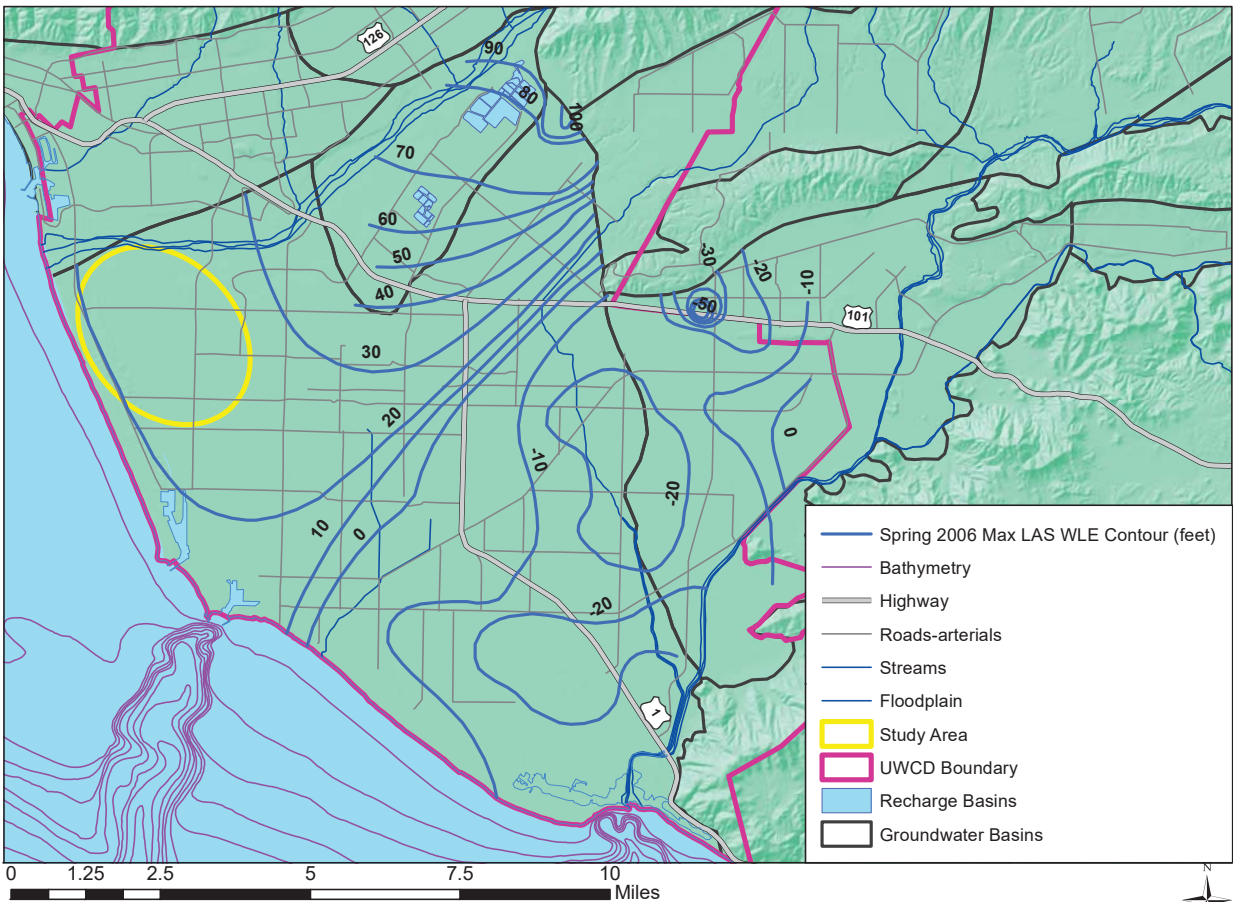 126
90
80
100
70
60
50
40
30
20
10
0
-30
-20
-10
-50
101
0
-10
-20
-20
1
Spring 2006 Max LAS WLE Contour (feet)
Bathymetry
Highway
Roads-arterials
Streams
Floodplain
Study Area
UWCD Boundary
Recharge Basins
Groundwater Basins
0 1.25 2.5 5 7.5 10
Miles
N